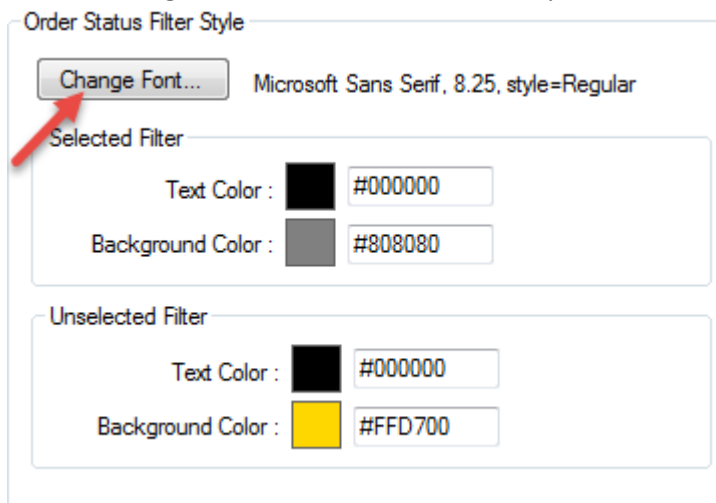 Order Status Filter Style
Change Font... Microsoft Sans Serif, 8.25, style=Regular
Selected Filter
Text Color : #000000
Background Color : #808080
Unselected Filter
Text Color : #000000
Background Color : #FFD700